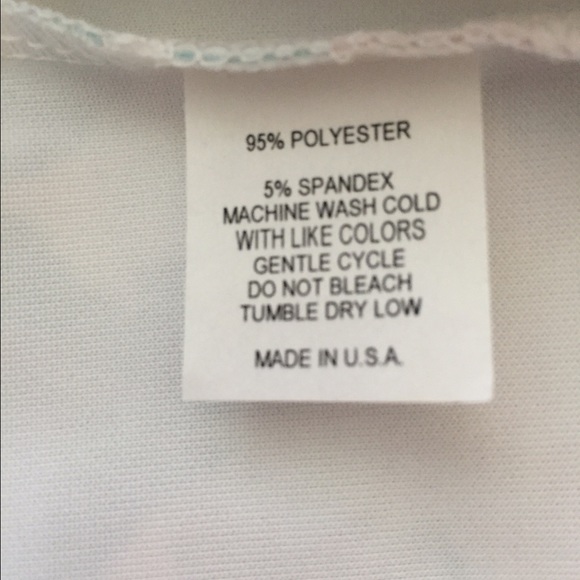 95% POLYESTER
5% SPANDEX
MACHINE WASH COLD
WITH LIKE COLORS
GENTLE CYCLE
DO NOT BLEACH
TUMBLE DRY LOW
MADE IN U.S.A.